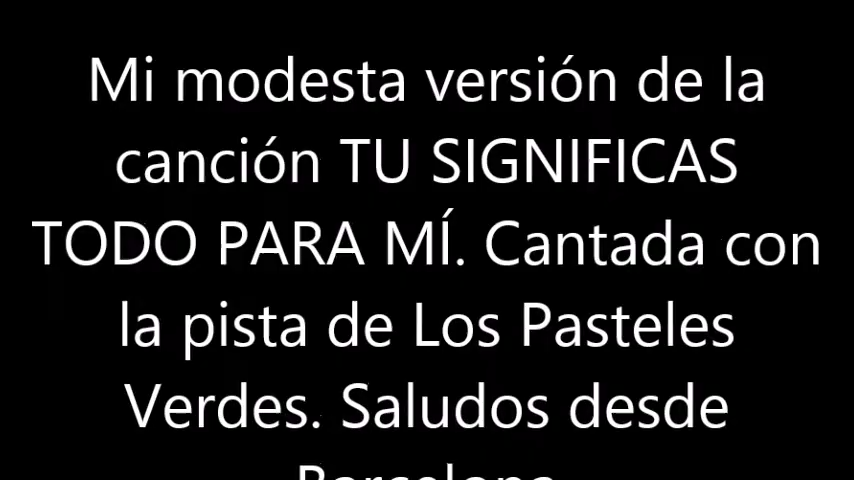 Mi modesta versión de la
canción TU SIGNIFICAS
TODO PARA MÍ. Cantada con
la pista de Los Pasteles
Verdes. Saludos desde
Barcelona